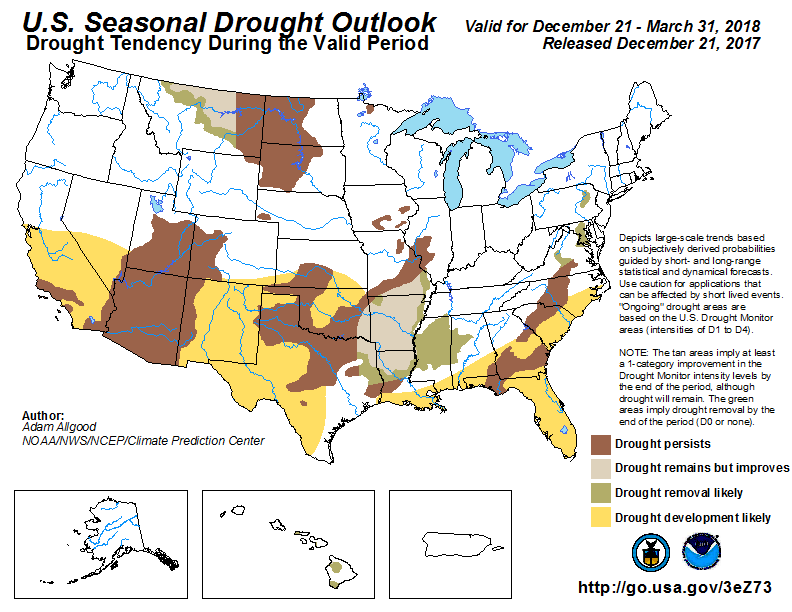 U.S. Seasonal Drought Outlook
Drought Tendency During the Valid Period
Valid for December 21 - March 31, 2018
Released December 21, 2017
Depicts large-scale trends based
on subjectively derived probabilities
guided by short- and long-range
statistical and dynamical forecasts.
Use caution for applications that
can be affected by short lived events.
"Ongoing" drought areas are
based on the U.S. Drought Monitor
areas (intensities of D1 to D4).
NOTE: The tan areas imply at least
a 1-category improvement in the
Drought Monitor intensity levels by
the end of the period, although
drought will remain. The green
areas imply drought removal by the
end of the period (D0 or none).
Author:
Adam Allgood
NOAA/NWS/NCEP/Climate Prediction Center
Drought persists
Drought remains but improves
Drought removal likely
Drought development likely
http://go.usa.gov/3eZ73